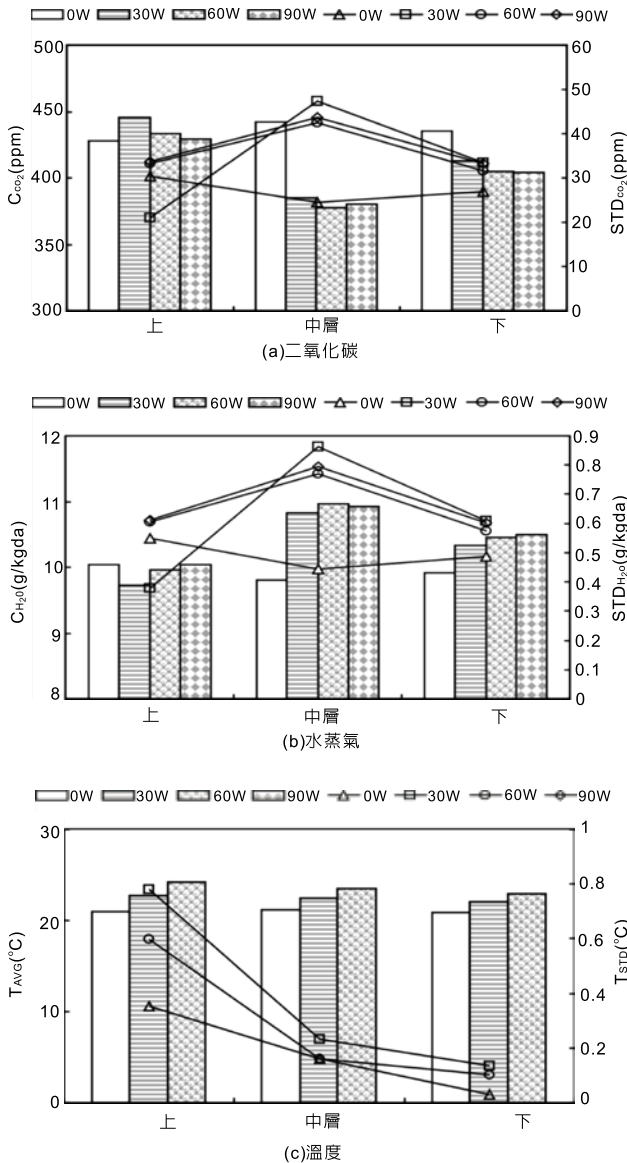 0W 30W 60W 90W 0W 30W 60W 90W
500 60
450 50
400 40
350 30
300 20
10
0
C_CO₂(ppm)
STD_CO₂(ppm)
上 中層 下
(a)二氧化碳
0W 30W 60W 90W 0W 30W 60W 90W
12 0.9
11 0.8
10 0.7
9 0.6
8 0.5
0.4
0.3
0.2
0.1
0
C_H₂0(g/kgda)
STD_H₂o(g/kgda)
上 中層 下
(b)水蒸氣
0W 30W 60W 90W 0W 30W 60W 90W
30 1
20 0.8
10 0.6
0 0.4
0.2
0
T_AVG(°C)
T_STD(°C)
上 中層 下
(c)溫度